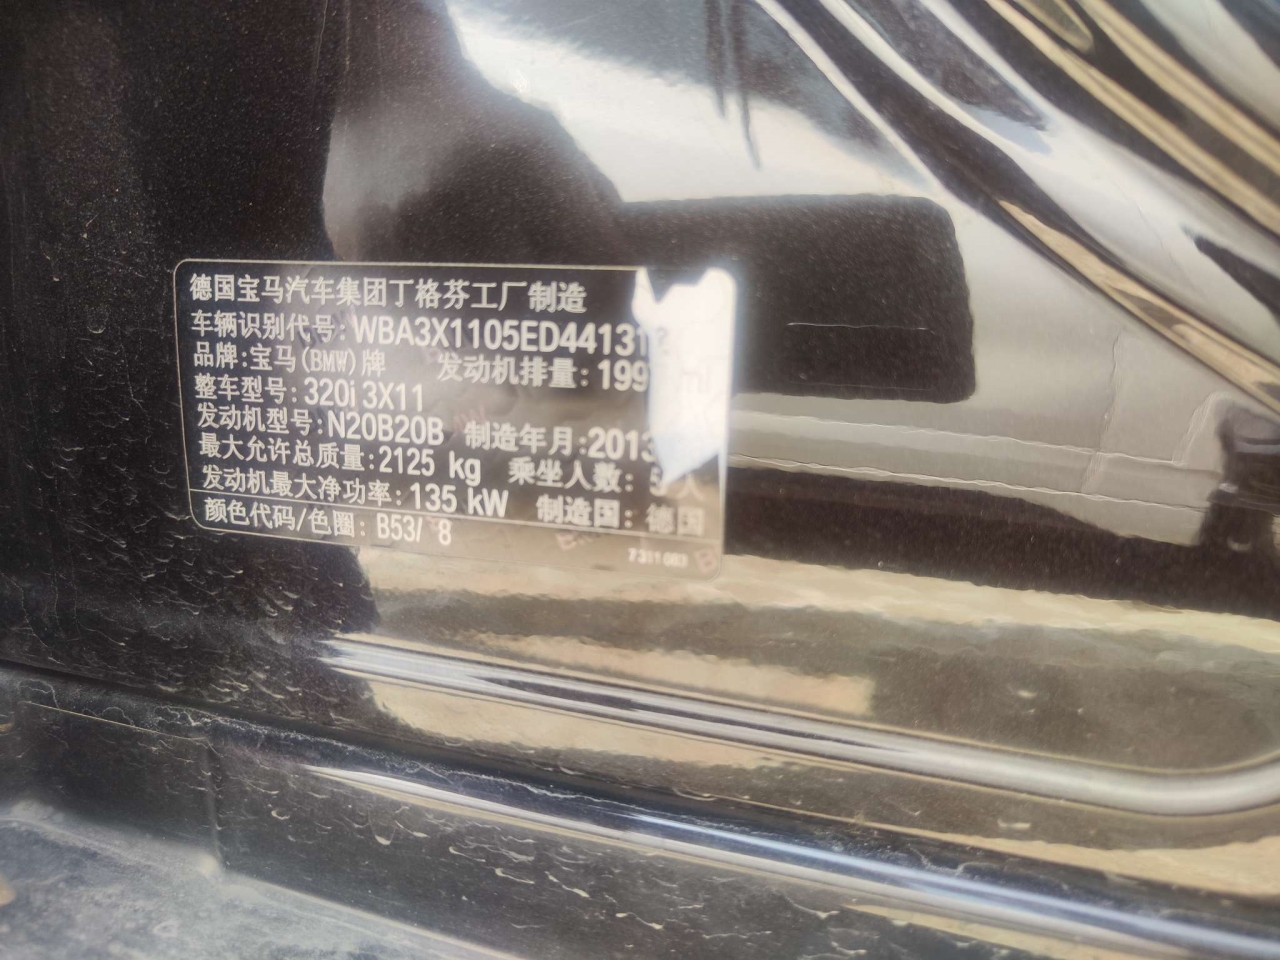 德国宝马汽车集团丁格芬工厂制造
车辆识别代号: WBA3X1105ED44131
品牌:宝马(BMW)牌 发动机排量: 199
整车型号: 320i 3X11
发动机型号: N20B20B 制造年月:2013
最大允许总质量: 2125 kg 乘坐人数: 5人
发动机最大净功率: 135 kW 制造国: 德国
颜色代码/色圈: B53/ 8
7311083